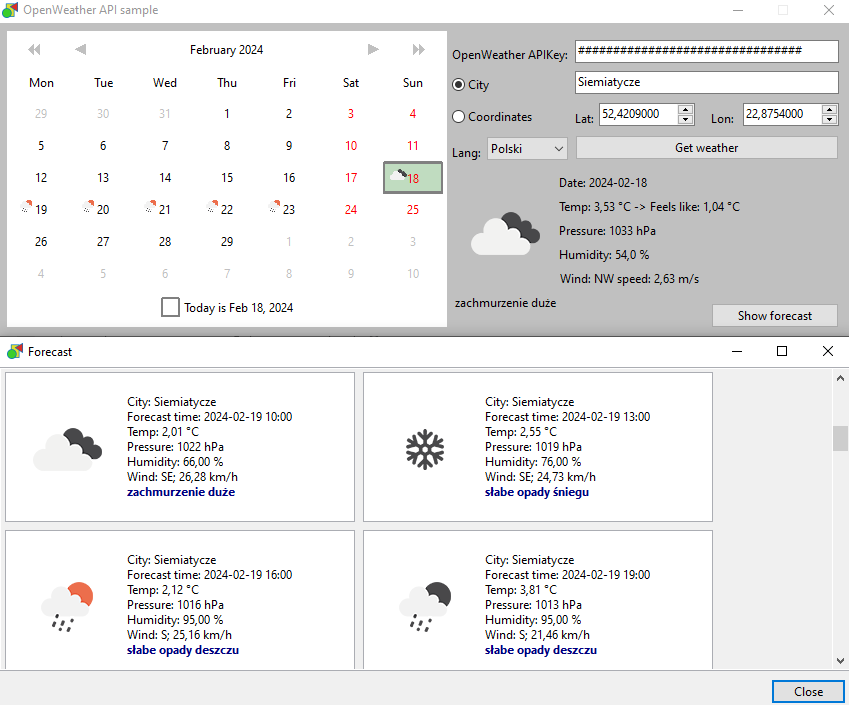 OpenWeather API sample
February 2024
Mon Tue Wed Thu Fri Sat Sun
29 30 31 1 2 3 4
5 6 7 8 9 10 11
12 13 14 15 16 17 18
19 20 21 22 23 24 25
26 27 28 29 1 2 3
4 5 6 7 8 9 10
Today is Feb 18, 2024
OpenWeather APIKey: ################################
City Siemiatycze
Coordinates Lat: 52,4209000 Lon: 22,8754000
Lang: Polski Get weather
Date: 2024-02-18
Temp: 3,53 °C -> Feels like: 1,04 °C
Pressure: 1033 hPa
Humidity: 54,0 %
Wind: NW speed: 2,63 m/s
zachmurzenie duże
Show forecast
Forecast
City: Siemiatycze
Forecast time: 2024-02-19 10:00
Temp: 2,01 °C
Pressure: 1022 hPa
Humidity: 66,00 %
Wind: SE; 26,28 km/h
zachmurzenie duże
City: Siemiatycze
Forecast time: 2024-02-19 13:00
Temp: 2,55 °C
Pressure: 1019 hPa
Humidity: 76,00 %
Wind: SE; 24,73 km/h
słabe opady śniegu
City: Siemiatycze
Forecast time: 2024-02-19 16:00
Temp: 2,12 °C
Pressure: 1016 hPa
Humidity: 95,00 %
Wind: S; 25,16 km/h
słabe opady deszczu
City: Siemiatycze
Forecast time: 2024-02-19 19:00
Temp: 3,81 °C
Pressure: 1013 hPa
Humidity: 95,00 %
Wind: S; 21,46 km/h
słabe opady deszczu
Close